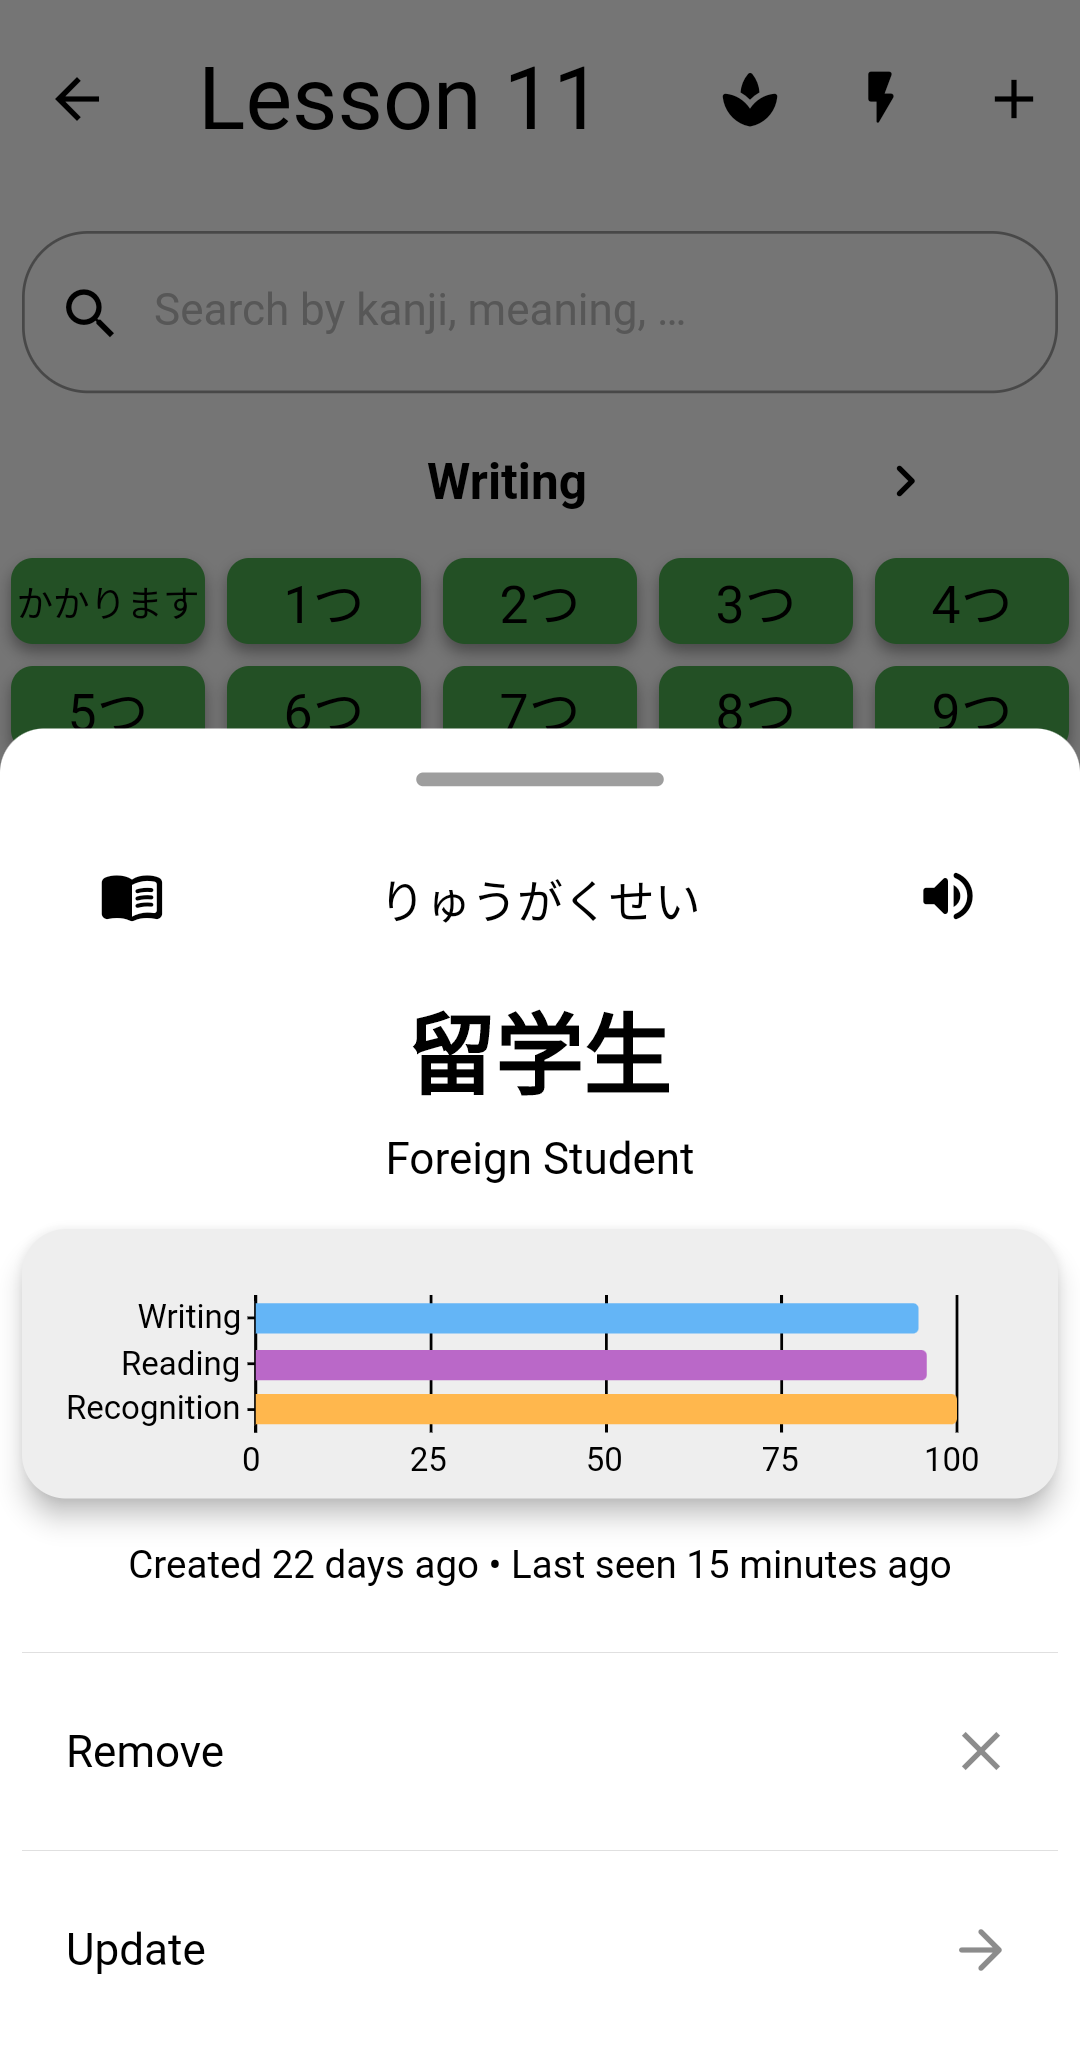 Lesson 11
Search by kanji, meaning, ...
Writing
かかります 1つ 2つ 3つ 4つ
5つ 6つ 7つ 8つ 9つ
りゅうがくせい
留学生
Foreign Student
Writing
Reading
Recognition
0 25 50 75 100
Created 22 days ago • Last seen 15 minutes ago
Remove
Update